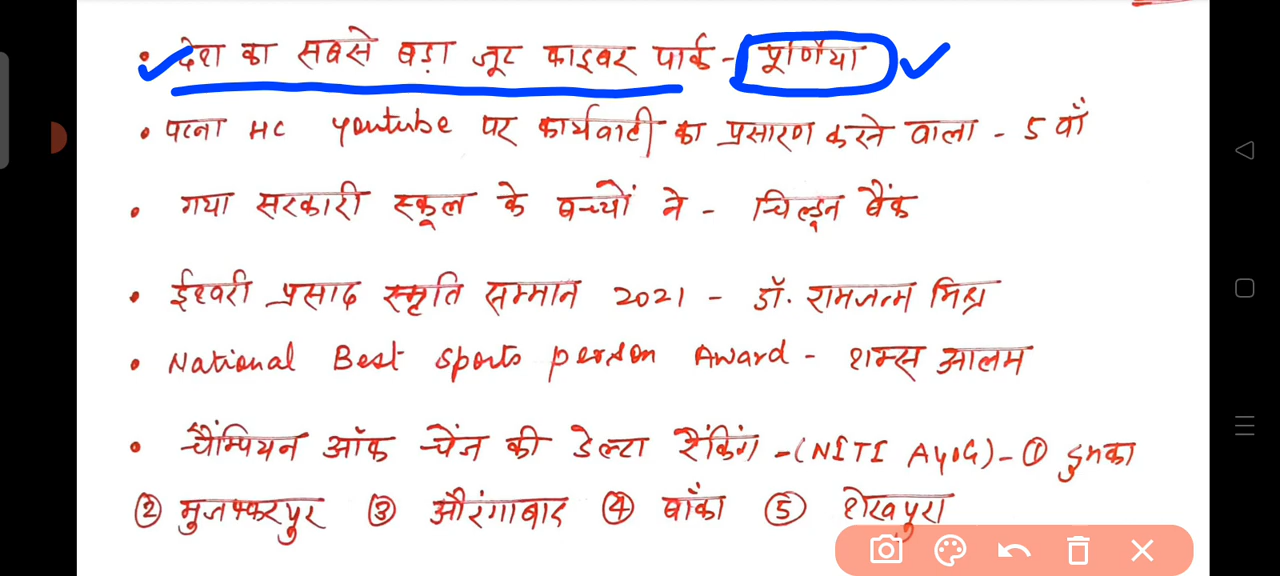 • देश का सबसे बड़ा जूट फाइबर पार्क - पूर्णिया
• पटना HC Youtube पर कार्यवाही का प्रसारण करने वाला - 5 वाँ
• गया सरकारी स्कूल के बच्चों ने - चिल्ड्रन बैंक
• ईश्वरी प्रसाद स्मृति सम्मान 2021 - डॉ. रामजन्म मिश्र
• National Best Sports person Award - शम्स आलम
• चैंम्पियन ऑफ चेंज की डेल्टा रैंकिंग - (NITI AYOG) - ① दुमका
② मुजफ्फरपुर ③ औरंगाबाद ④ बाँका ⑤ शेखपुरा